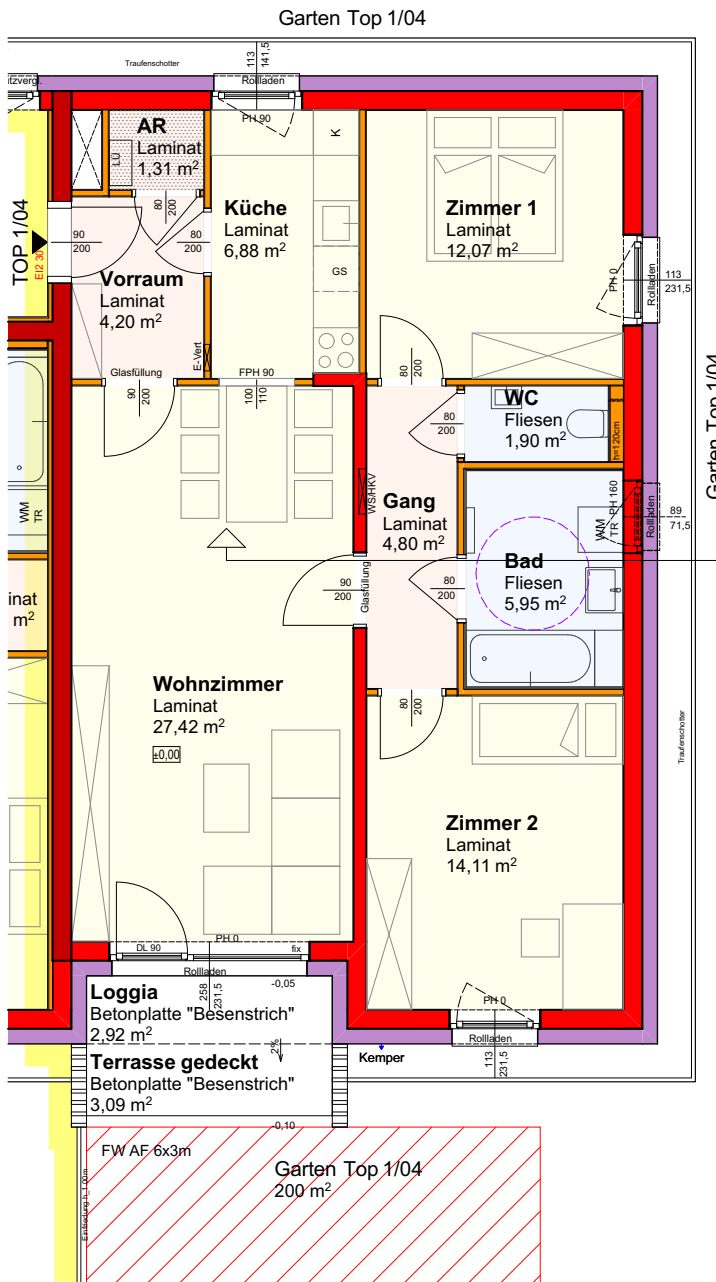 Garten Top 1/04
Traufenschotter
113
141,5
Rollladen
PH 90
AR
Laminat
1,31 m²
LÜ
80
200
K
Küche
Laminat
6,88 m²
GS
Zimmer 1
Laminat
12,07 m²
PH 0
Rollladen
113
231,5
TOP 1/04
EI2 30
90
200
80
200
Vorraum
Laminat
4,20 m²
Glasfüllung
E-Vert
90
200
FPH 90
100
110
80
200
WC
Fliesen
1,90 m²
h=120cm
80
200
Garten Top 1/04
WS/HKV
Gang
Laminat
4,80 m²
WM
TR
PH 160
Rollladen
89
71,5
WM
TR
Bad
Fliesen
5,95 m²
90
200
Glasfüllung
80
200
inat
m²
Wohnzimmer
Laminat
27,42 m²
±0,00
80
200
Traufenschotter
Zimmer 2
Laminat
14,11 m²
PH 0
DL 90
fix
Rollladen
258
231,5
-0,05
PH 0
Rollladen
113
231,5
Loggia
Betonplatte "Besenstrich"
2,92 m²
2%
Kemper
Terrasse gedeckt
Betonplatte "Besenstrich"
3,09 m²
-0,10
FW AF 6x3m
Garten Top 1/04
200 m²
Einfriedung h_1,00m